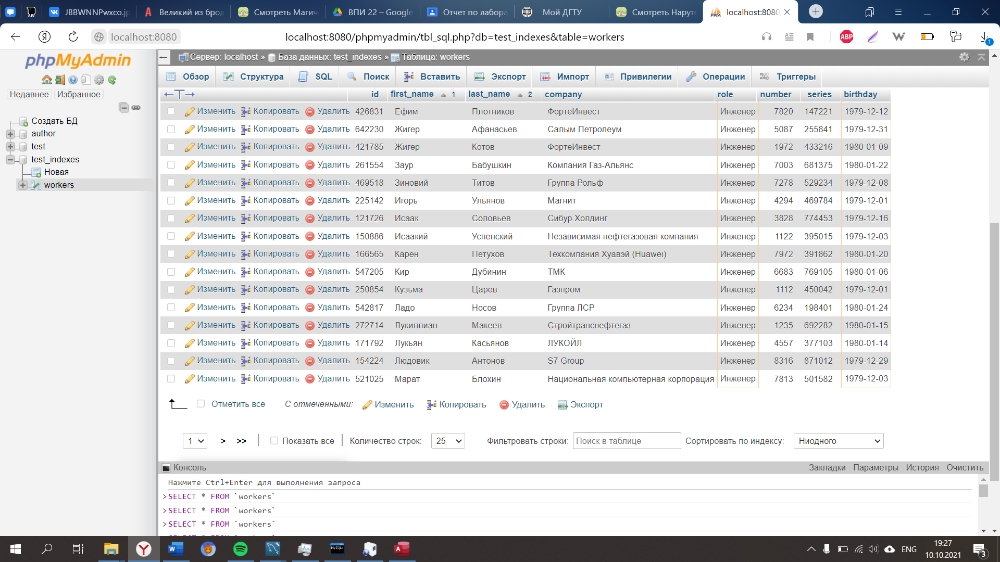 JBBWNNPwxco.jp
Великий из брод
Смотреть Магич
ВПИ 22 – Google
Отчет по лабора
Мой ДГТУ
Смотреть Нарутс
localhost:8080
localhost:8080
localhost:8080/phpmyadmin/tbl_sql.php?db=test_indexes&table=workers
ABP
1
phpMyAdmin
Недавнее Избранное
Создать БД
author
test
test_indexes
Новая
workers
Сервер: localhost » База данных: test_indexes » Таблица: workers
Обзор Структура SQL Поиск Вставить Экспорт Импорт Привилегии Операции Триггеры
id first_name 1 last_name 2 company role number series birthday
Изменить Копировать Удалить 426831 Ефим Плотников ФортеИнвест Инженер 7820 147221 1979-12-12
Изменить Копировать Удалить 642230 Жигер Афанасьев Салым Петролеум Инженер 5087 255841 1979-12-31
Изменить Копировать Удалить 421785 Жигер Котов ФортеИнвест Инженер 1972 433216 1980-01-09
Изменить Копировать Удалить 261554 Заур Бабушкин Компания Газ-Альянс Инженер 7003 681375 1980-01-22
Изменить Копировать Удалить 469518 Зиновий Титов Группа Рольф Инженер 7278 529234 1979-12-08
Изменить Копировать Удалить 225142 Игорь Ульянов Магнит Инженер 4294 469784 1979-12-01
Изменить Копировать Удалить 121726 Исаак Соловьев Сибур Холдинг Инженер 3828 774453 1979-12-16
Изменить Копировать Удалить 150886 Исаакий Успенский Независимая нефтегазовая компания Инженер 1122 395015 1979-12-03
Изменить Копировать Удалить 166565 Карен Петухов Техкомпания Хуавэй (Huawei) Инженер 7972 391862 1980-01-20
Изменить Копировать Удалить 547205 Кир Дубинин ТМК Инженер 6683 769105 1980-01-06
Изменить Копировать Удалить 250854 Кузьма Царев Газпром Инженер 1112 450042 1979-12-01
Изменить Копировать Удалить 542817 Ладо Носов Группа ЛСР Инженер 6234 198401 1980-01-24
Изменить Копировать Удалить 272714 Лукиллиан Макеев Стройтранснефтегаз Инженер 1235 692282 1980-01-15
Изменить Копировать Удалить 171792 Лукьян Касьянов ЛУКОЙЛ Инженер 4557 377103 1980-01-14
Изменить Копировать Удалить 154224 Людовик Антонов S7 Group Инженер 8316 871012 1979-12-29
Изменить Копировать Удалить 521025 Марат Блохин Национальная компьютерная корпорация Инженер 7813 501582 1979-12-03
Отметить все С отмеченными: Изменить Копировать Удалить Экспорт
1 > >> Показать все Количество строк: 25 Фильтровать строки: Поиск в таблице Сортировать по индексу: Ниодного
Консоль Закладки Параметры История Очистить
Нажмите Ctrl+Enter для выполнения запроса
>SELECT * FROM `workers`
>SELECT * FROM `workers`
>SELECT * FROM `workers`
ENG
19:27
10.10.2021
3